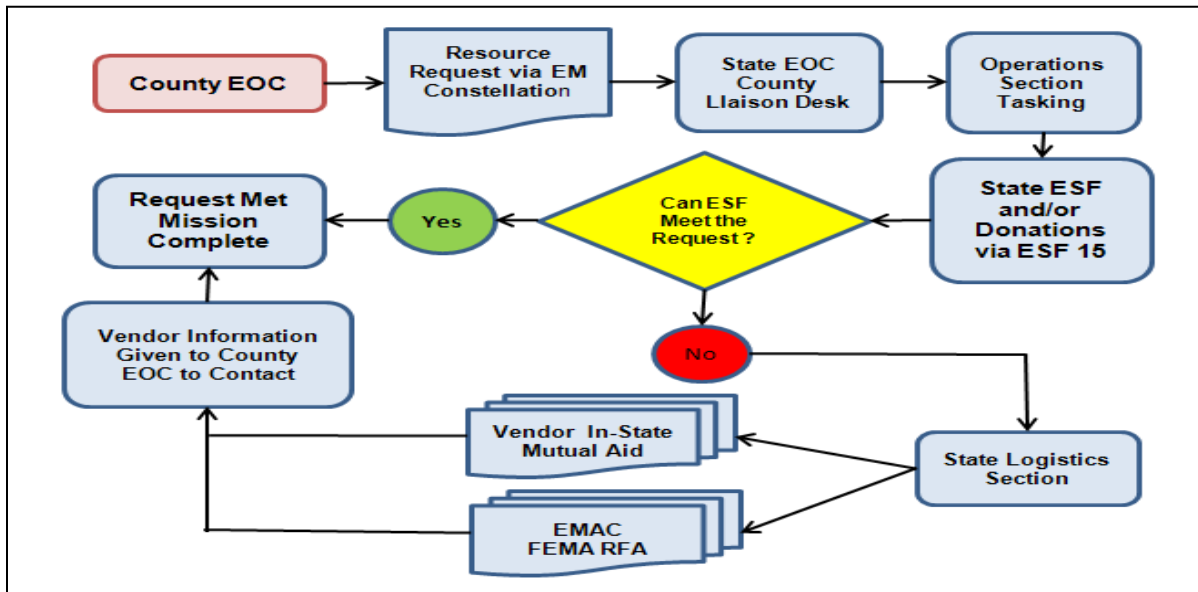 County EOC
Resource
Request via EM
Constellation
State EOC
County
LIaison Desk
Operations
Section
Tasking
State ESF
and/or
Donations
via ESF 15
Can ESF
Meet the
Request ?
Yes
Request Met
Mission
Complete
No
State Logistics
Section
Vendor In-State
Mutual Aid
EMAC
FEMA RFA
Vendor Information
Given to County
EOC to Contact